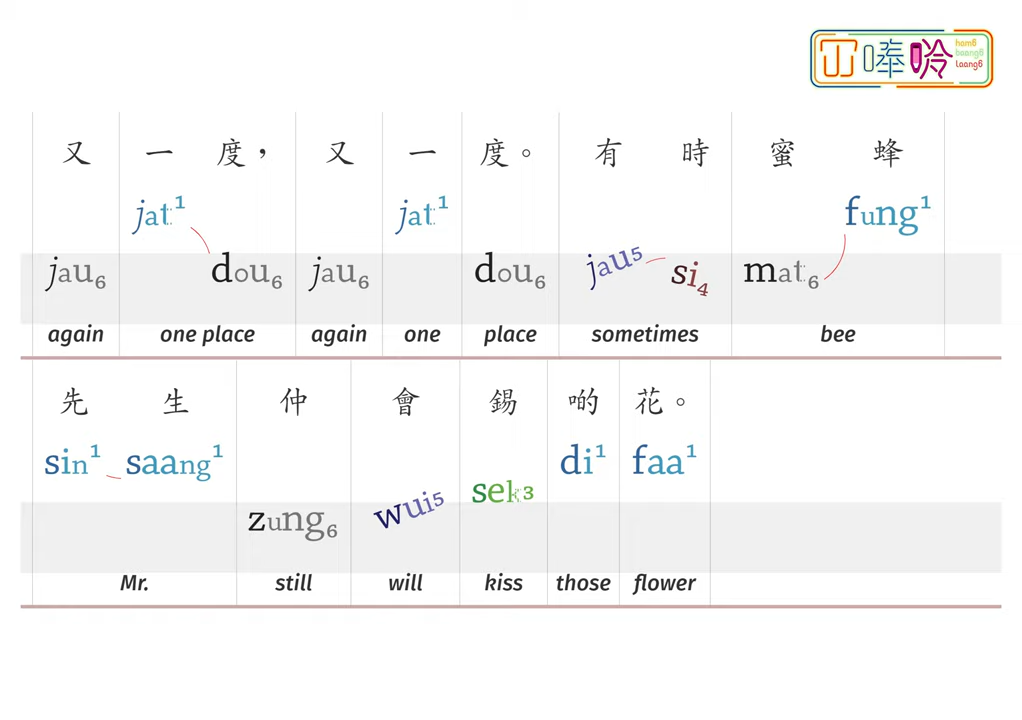 冚唪唥
ham6
baang6
laang6
又 一 度， 又 一 度。 有 時 蜜 蜂
jat¹ jat¹ fung¹
jau₆ dou₆ jau₆ dou₆ jau⁵ si₄ mat₆
again one place again one place sometimes bee
先 生 仲 會 錫 啲 花。
sin¹ saang¹ di¹ faa¹
sek³
zung₆ wui⁵
Mr. still will kiss those flower